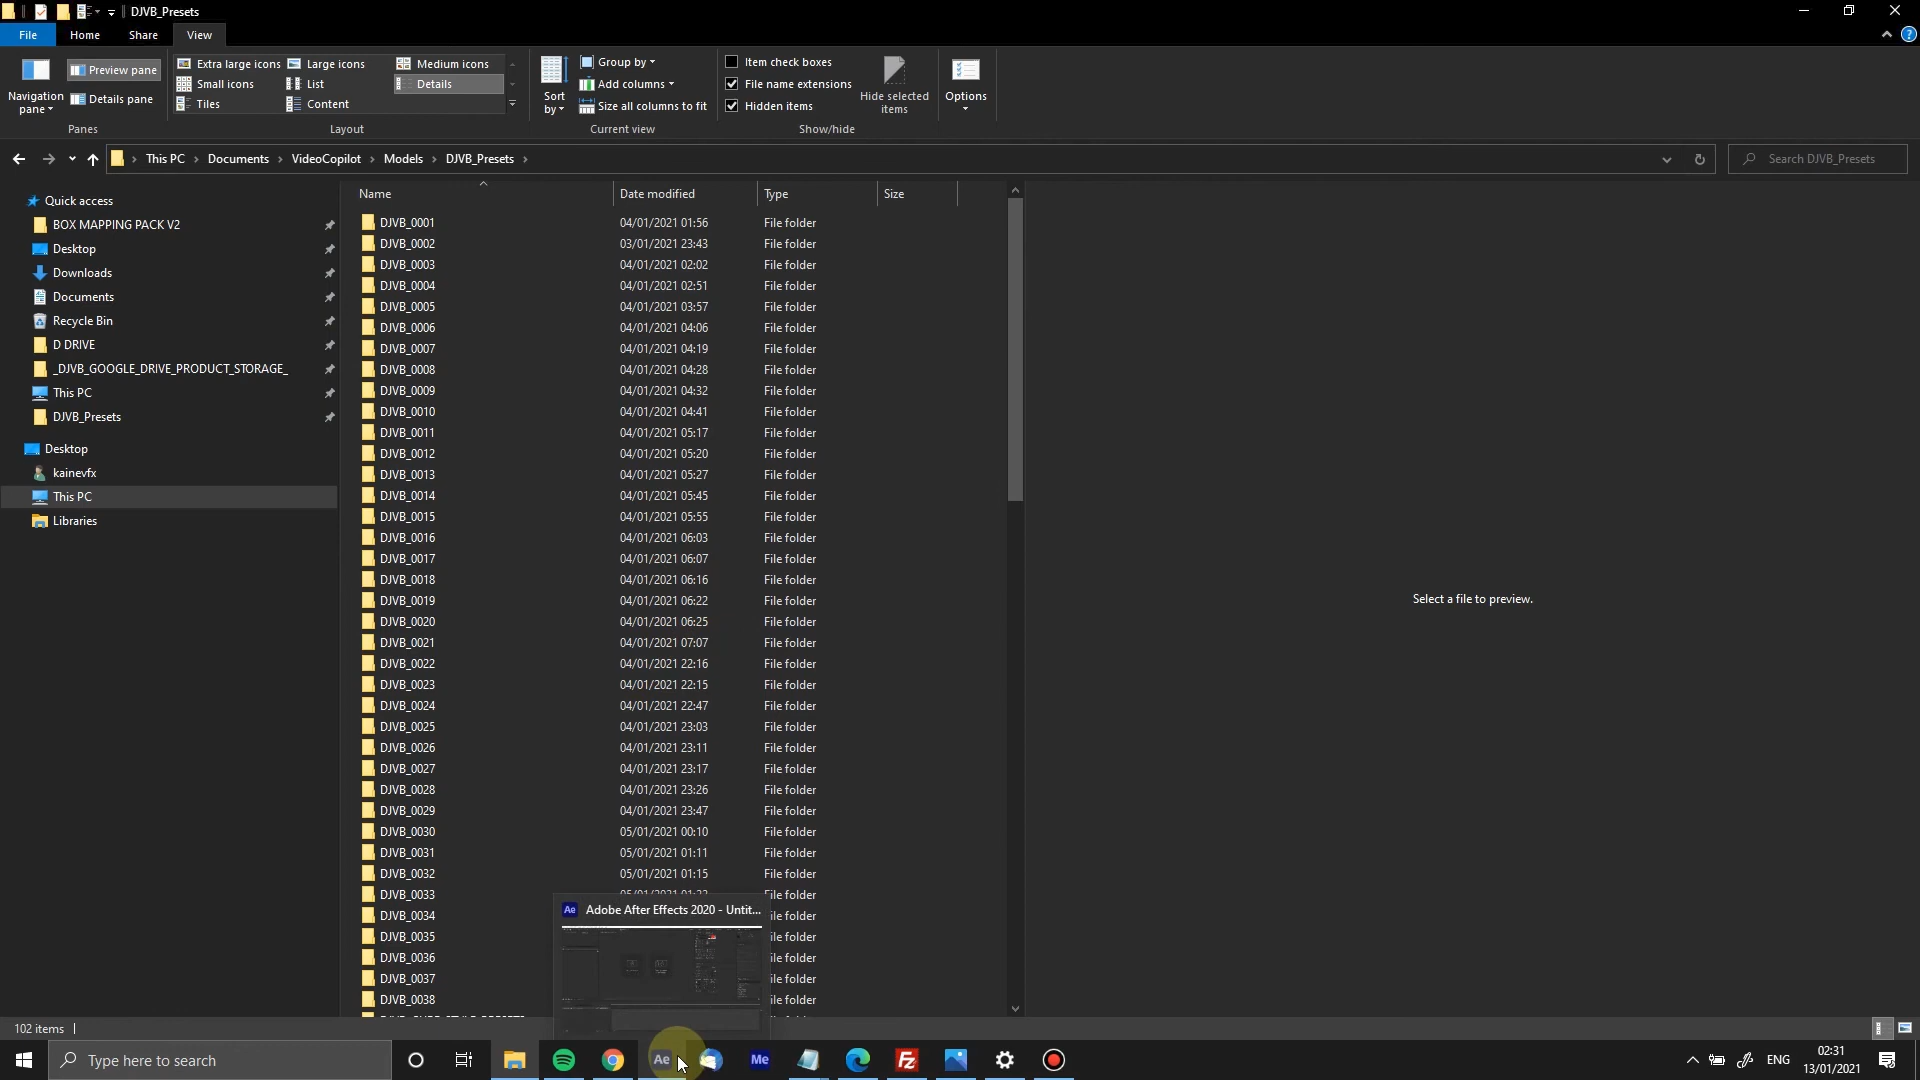 DJVB_Presets
File Home Share View
Navigation pane
Preview pane
Details pane
Panes
Extra large icons Large icons Medium icons
Small icons List Details
Tiles Content
Layout
Sort by
Group by
Add columns
Size all columns to fit
Current view
Item check boxes
File name extensions
Hidden items
Hide selected items
Show/hide
Options
This PC Documents VideoCopilot Models DJVB_Presets
Search DJVB_Presets
Quick access
BOX MAPPING PACK V2
Desktop
Downloads
Documents
Recycle Bin
D DRIVE
_DJVB_GOOGLE_DRIVE_PRODUCT_STORAGE_
This PC
DJVB_Presets
Desktop
kainevfx
This PC
Libraries
Name Date modified Type Size
DJVB_0001 04/01/2021 01:56 File folder
DJVB_0002 03/01/2021 23:43 File folder
DJVB_0003 04/01/2021 02:02 File folder
DJVB_0004 04/01/2021 02:51 File folder
DJVB_0005 04/01/2021 03:57 File folder
DJVB_0006 04/01/2021 04:06 File folder
DJVB_0007 04/01/2021 04:19 File folder
DJVB_0008 04/01/2021 04:28 File folder
DJVB_0009 04/01/2021 04:32 File folder
DJVB_0010 04/01/2021 04:41 File folder
DJVB_0011 04/01/2021 05:17 File folder
DJVB_0012 04/01/2021 05:20 File folder
DJVB_0013 04/01/2021 05:27 File folder
DJVB_0014 04/01/2021 05:45 File folder
DJVB_0015 04/01/2021 05:55 File folder
DJVB_0016 04/01/2021 06:03 File folder
DJVB_0017 04/01/2021 06:07 File folder
DJVB_0018 04/01/2021 06:16 File folder
DJVB_0019 04/01/2021 06:22 File folder
DJVB_0020 04/01/2021 06:25 File folder
DJVB_0021 04/01/2021 07:07 File folder
DJVB_0022 04/01/2021 22:16 File folder
DJVB_0023 04/01/2021 22:15 File folder
DJVB_0024 04/01/2021 22:47 File folder
DJVB_0025 04/01/2021 23:03 File folder
DJVB_0026 04/01/2021 23:11 File folder
DJVB_0027 04/01/2021 23:17 File folder
DJVB_0028 04/01/2021 23:26 File folder
DJVB_0029 04/01/2021 23:47 File folder
DJVB_0030 05/01/2021 00:10 File folder
DJVB_0031 05/01/2021 01:11 File folder
DJVB_0032 05/01/2021 01:15 File folder
DJVB_0033 File folder
DJVB_0034 ile folder
DJVB_0035 ile folder
DJVB_0036 ile folder
DJVB_0037 ile folder
DJVB_0038 ile folder
Select a file to preview.
Ae Adobe After Effects 2020 - Untit...
102 items
Type here to search
Ae
Me
Fz
ENG
02:31
13/01/2021